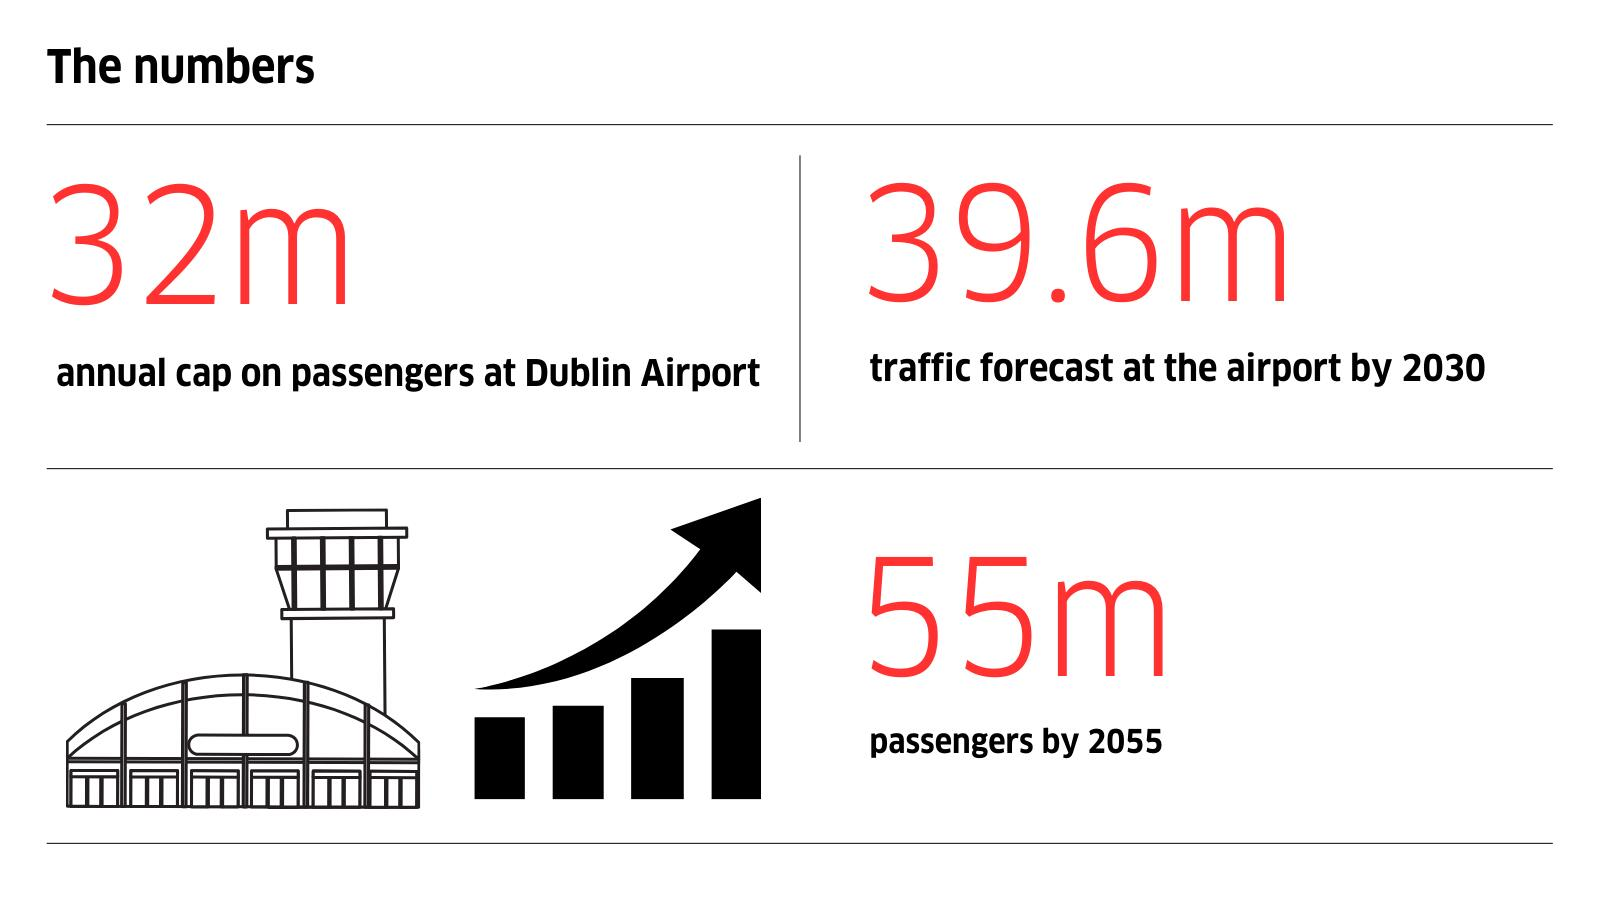 The numbers
32m
annual cap on passengers at Dublin Airport
39.6m
traffic forecast at the airport by 2030
55m
passengers by 2055